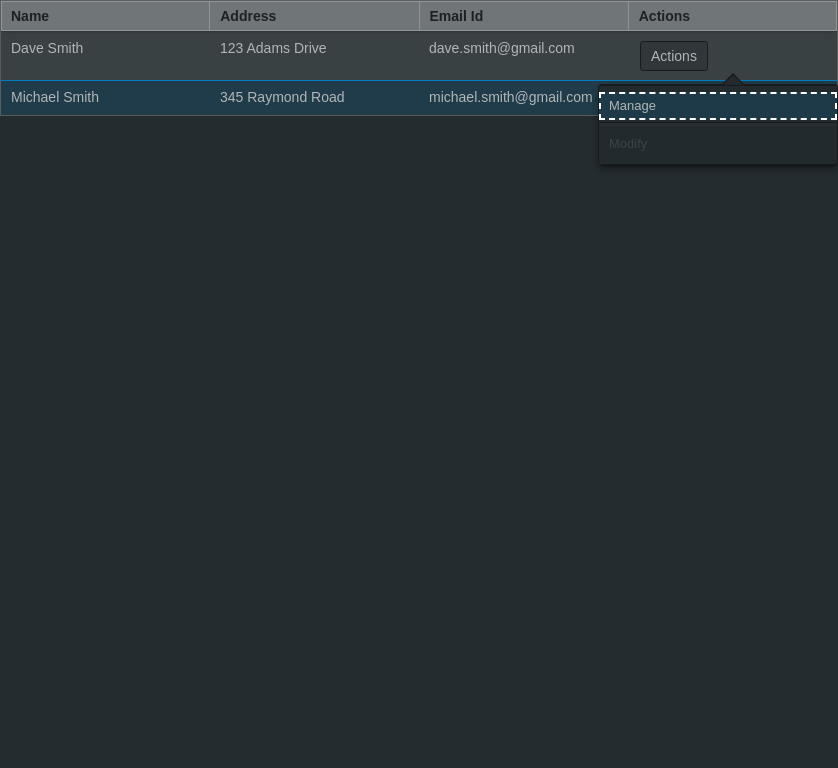 Name Address Email Id Actions
Dave Smith 123 Adams Drive dave.smith@gmail.com Actions
Michael Smith 345 Raymond Road michael.smith@gmail.com
Manage
Modify